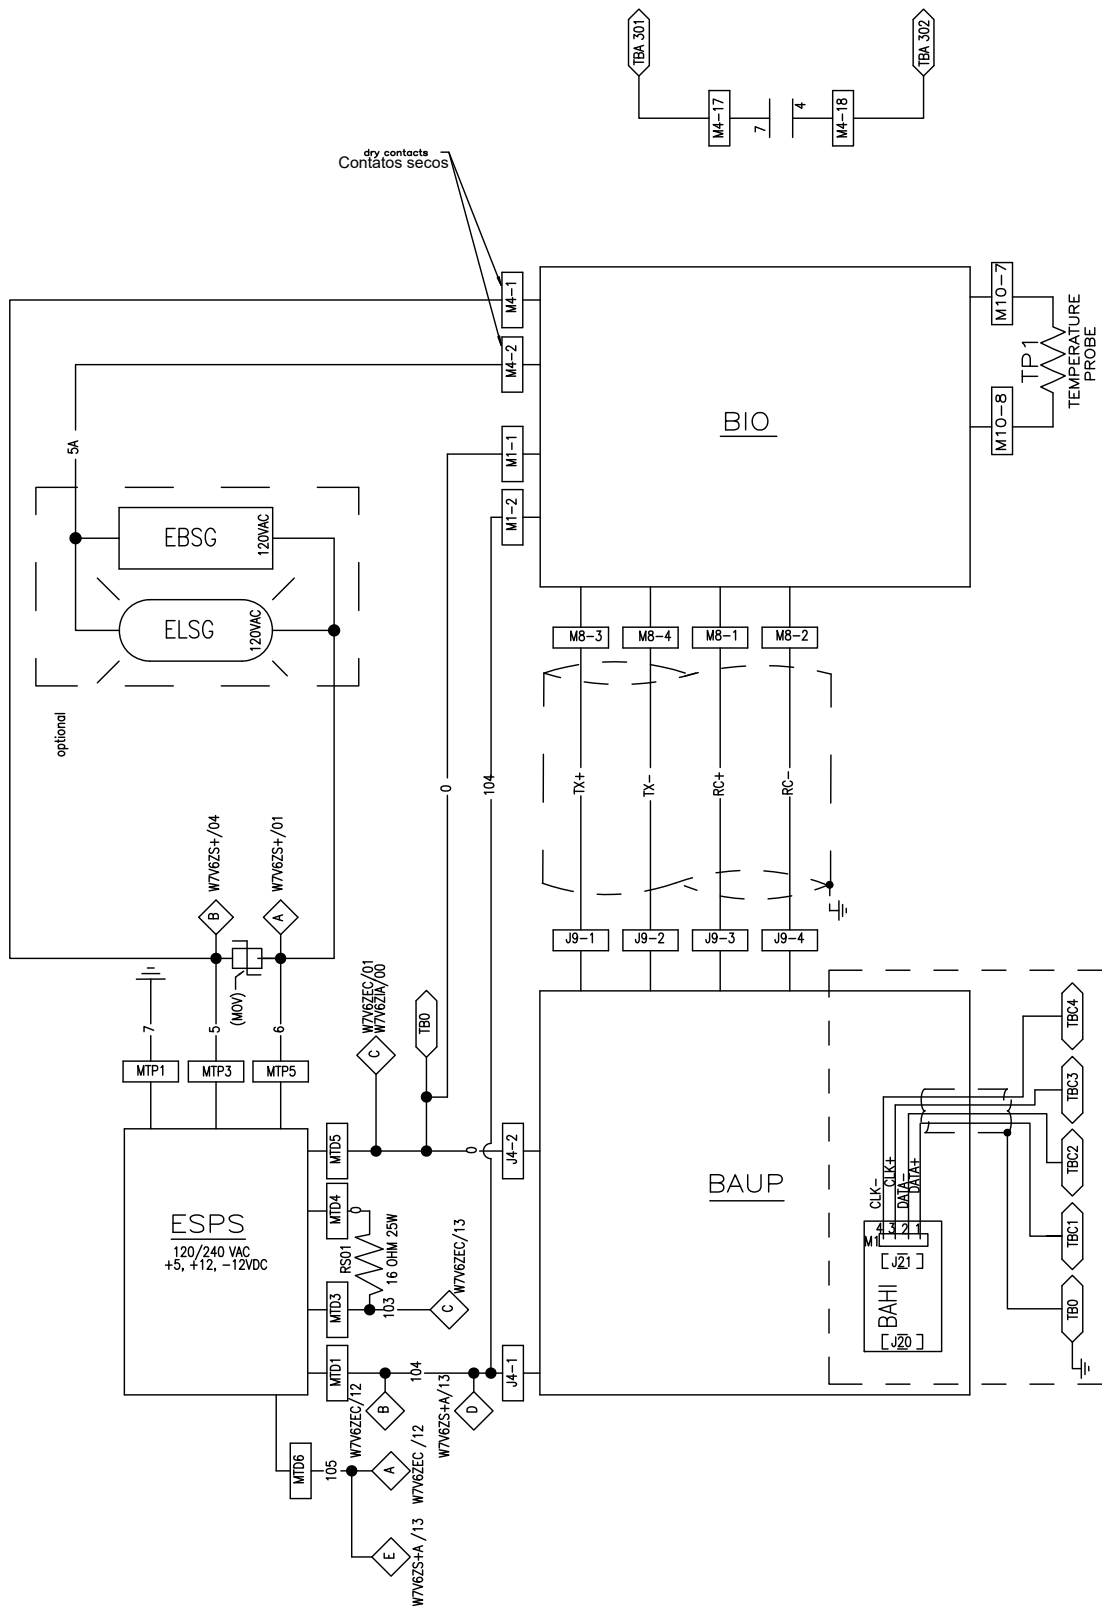 TBA 301
TBA 302
M4-17
7
4
M4-18
dry contacts
Contatos secos
M4-1
M4-2
M1-1
M1-2
BIO
M10-7
M10-8
TP1
TEMPERATURE
PROBE
5A
EBSG
120VAC
ELSG
120VAC
optional
M8-3
M8-4
M8-1
M8-2
TX+
TX-
RC+
RC-
0
104
J9-1
J9-2
J9-3
J9-4
W7V6ZS+/04
B
W7V6ZS+/01
A
(MOV)
7
5
6
MTP1
MTP3
MTP5
W7V6ZEC/01
W7V6ZIA/00
C
TB0
ESPS
120/240 VAC
+5, +12, -12VDC
MTD5
MTD4
MTD3
MTD1
MTD6
0
0
RS01
16 OHM 25W
103
C
W7V6ZEC/13
J4-2
J4-1
104
W7V6ZEC/12
B
W7V6ZS+A/13
D
105
A
W7V6ZEC /12
E
W7V6ZS+A /13
BAUP
CLK-
CLK+
DATA-
DATA+
4
3
2
1
M1
J21
BAHI
J20
TBC4
TBC3
TBC2
TBC1
TB0